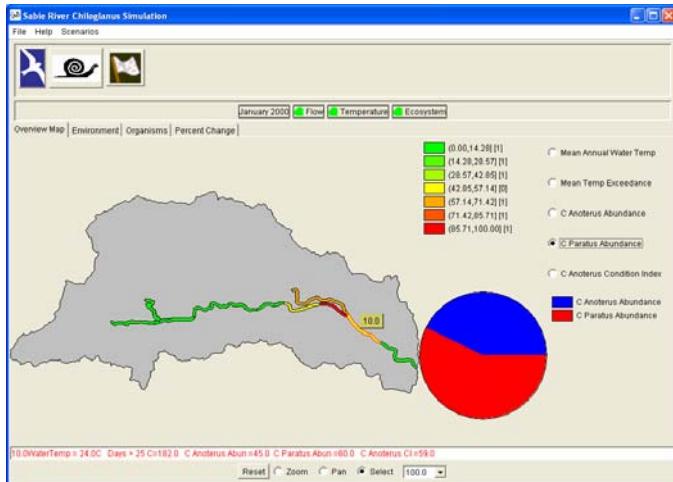 Sabie River Chiloglanus Simulation
File Help Scenarios
January 2000 Flow Temperature Ecosystem
Overview Map Environment Organisms Percent Change
(0.00,14.28] [1]
(14.28,28.57] [1]
(28.57,42.85] [1]
(42.85,57.14] [0]
(57.14,71.42] [1]
(71.42,85.71] [1]
(85.71,100.00] [1]
Mean Annual Water Temp
Mean Temp Exceedance
C Anoterus Abundance
C Paratus Abundance
C Anoterus Condition Index
C Anoterus Abundance
C Paratus Abundance
10.0
10.0WaterTemp = 24.0C Days > 25 C=182.0 C Anoterus Abun =45.0 C Paratus Abun =60.0 C Anoterus CI =59.0
Reset Zoom Pan Select 100.0